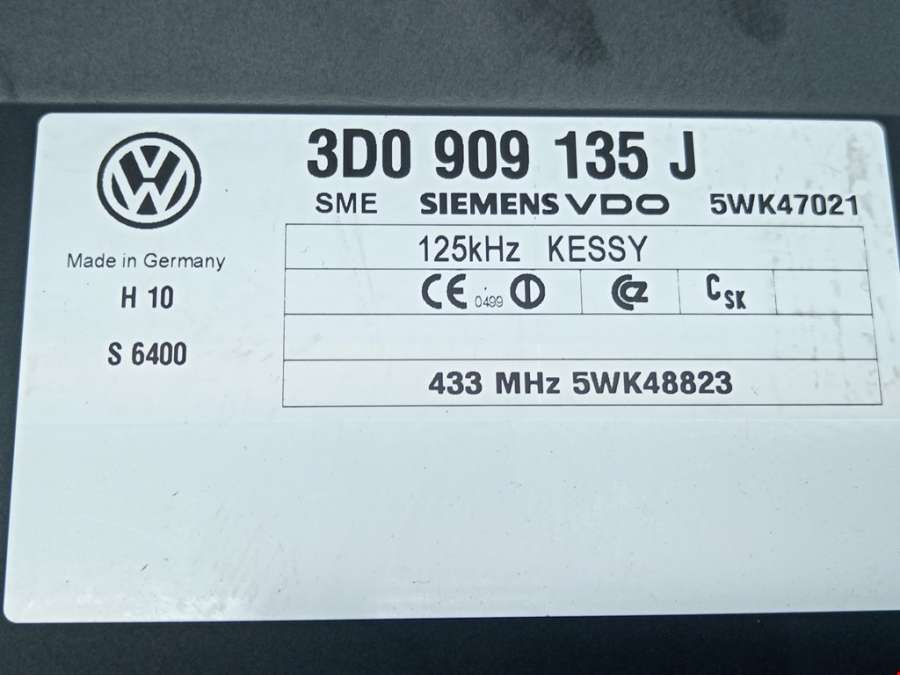 3D0 909 135 J
SME SIEMENS VDO 5WK47021
Made in Germany
125kHz KESSY
H 10
CE 0499
CSK
S 6400
433 MHz 5WK48823